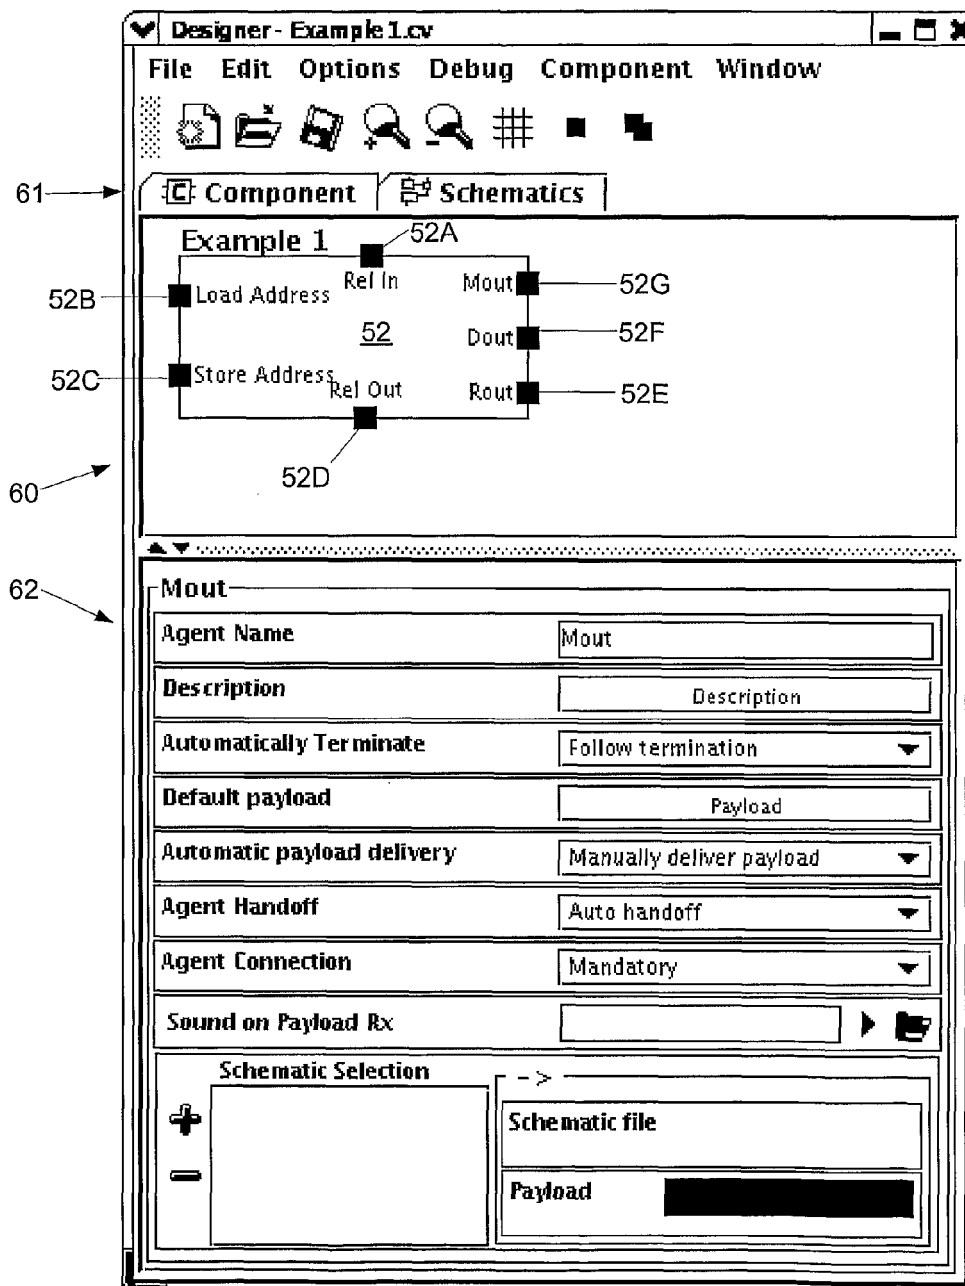 Designer - Example 1.cv
File Edit Options Debug Component Window
61
C Component Schematics
Example 1
52A
Rel In
Mout
52G
52B
Load Address
52
Dout
52F
52C
Store Address
Rel Out
Rout
52E
52D
60
62
Mout
Agent Name
Mout
Description
Description
Automatically Terminate
Follow termination
Default payload
Payload
Automatic payload delivery
Manually deliver payload
Agent Handoff
Auto handoff
Agent Connection
Mandatory
Sound on Payload Rx
Schematic Selection
-->
Schematic file
Payload